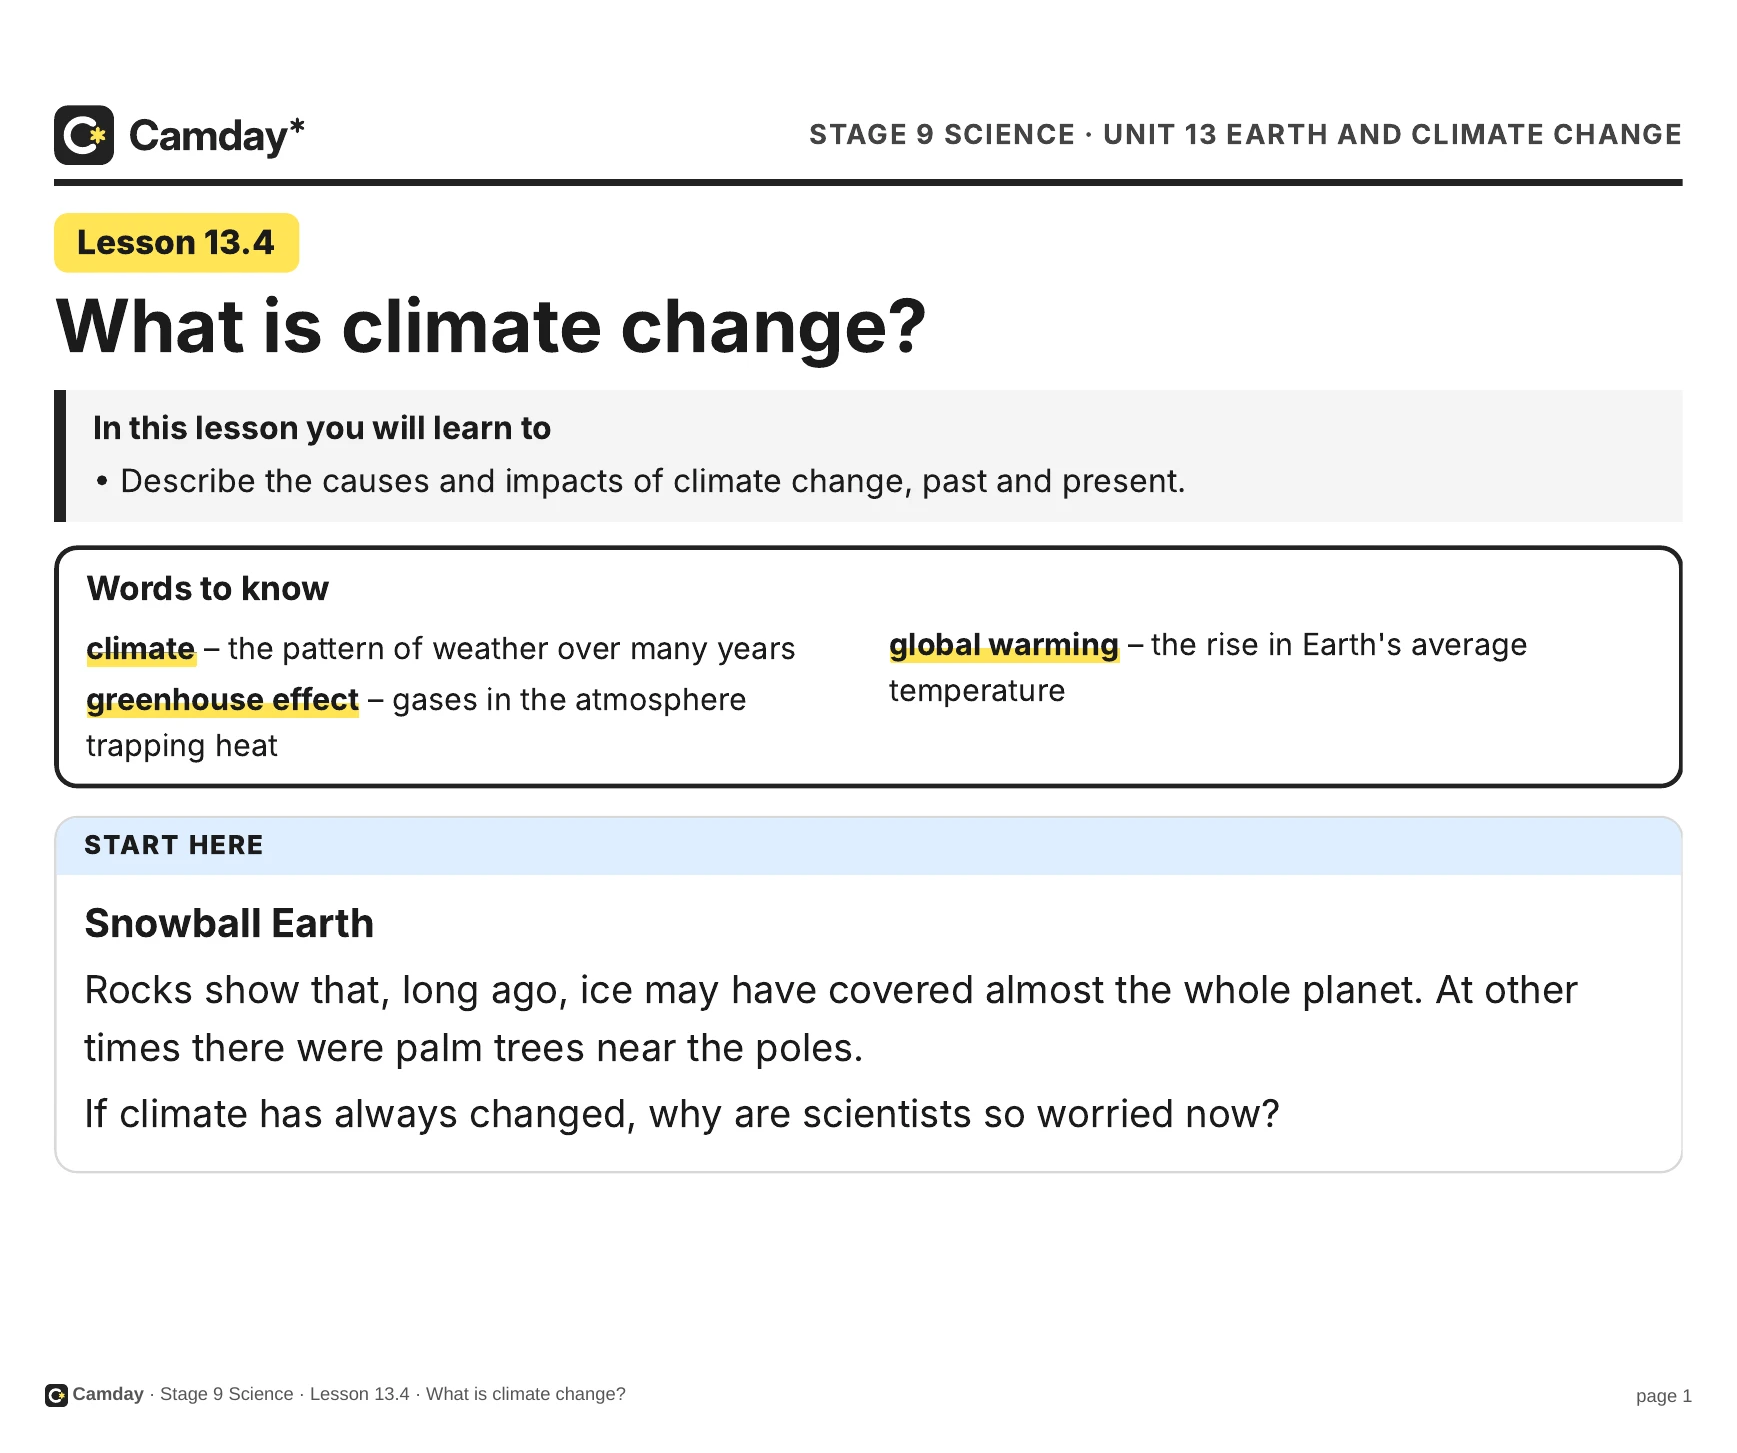 Camday*
STAGE 9 SCIENCE · UNIT 13 EARTH AND CLIMATE CHANGE
Lesson 13.4
What is climate change?
In this lesson you will learn to
• Describe the causes and impacts of climate change, past and present.
Words to know
climate – the pattern of weather over many years
greenhouse effect – gases in the atmosphere
trapping heat
global warming – the rise in Earth's average
temperature
START HERE
Snowball Earth
Rocks show that, long ago, ice may have covered almost the whole planet. At other
times there were palm trees near the poles.
If climate has always changed, why are scientists so worried now?
Camday · Stage 9 Science · Lesson 13.4 · What is climate change?
page 1